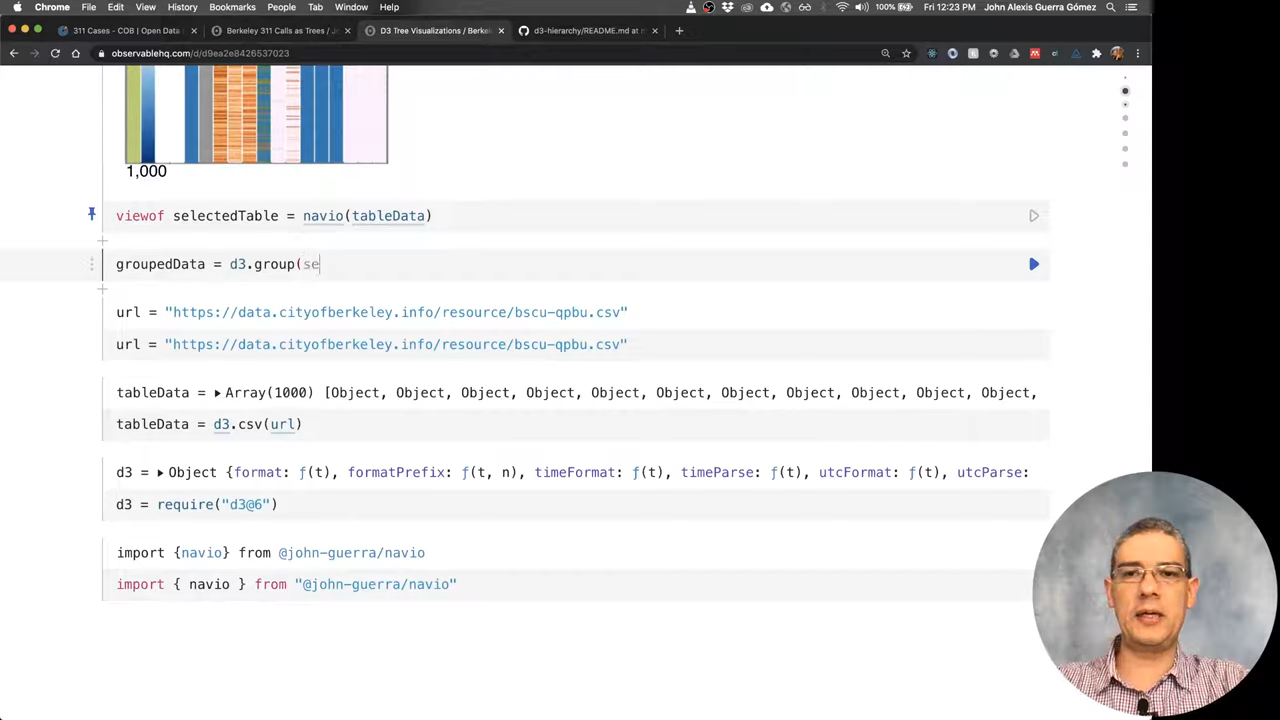 Chrome File Edit View History Bookmarks People Tab Window Help 100% Fri 12:23 PM John Alexis Guerra Gómez
311 Cases - COB | Open Data Berkeley 311 Calls as Trees / D3 Tree Visualizations / Berke d3-hierarchy/README.md at
observablehq.com/d/d9ea2e8426537023
1,000
viewof selectedTable = navio(tableData)
groupedData = d3.group(se
url = "https://data.cityofberkeley.info/resource/bscu-qpbu.csv"
url = "https://data.cityofberkeley.info/resource/bscu-qpbu.csv"
tableData = ▸Array(1000) [Object, Object, Object, Object, Object, Object, Object, Object, Object, Object, Object,
tableData = d3.csv(url)
d3 = ▸Object {format: ƒ(t), formatPrefix: ƒ(t, n), timeFormat: ƒ(t), timeParse: ƒ(t), utcFormat: ƒ(t), utcParse:
d3 = require("d3@6")
import {navio} from @john-guerra/navio
import { navio } from "@john-guerra/navio"